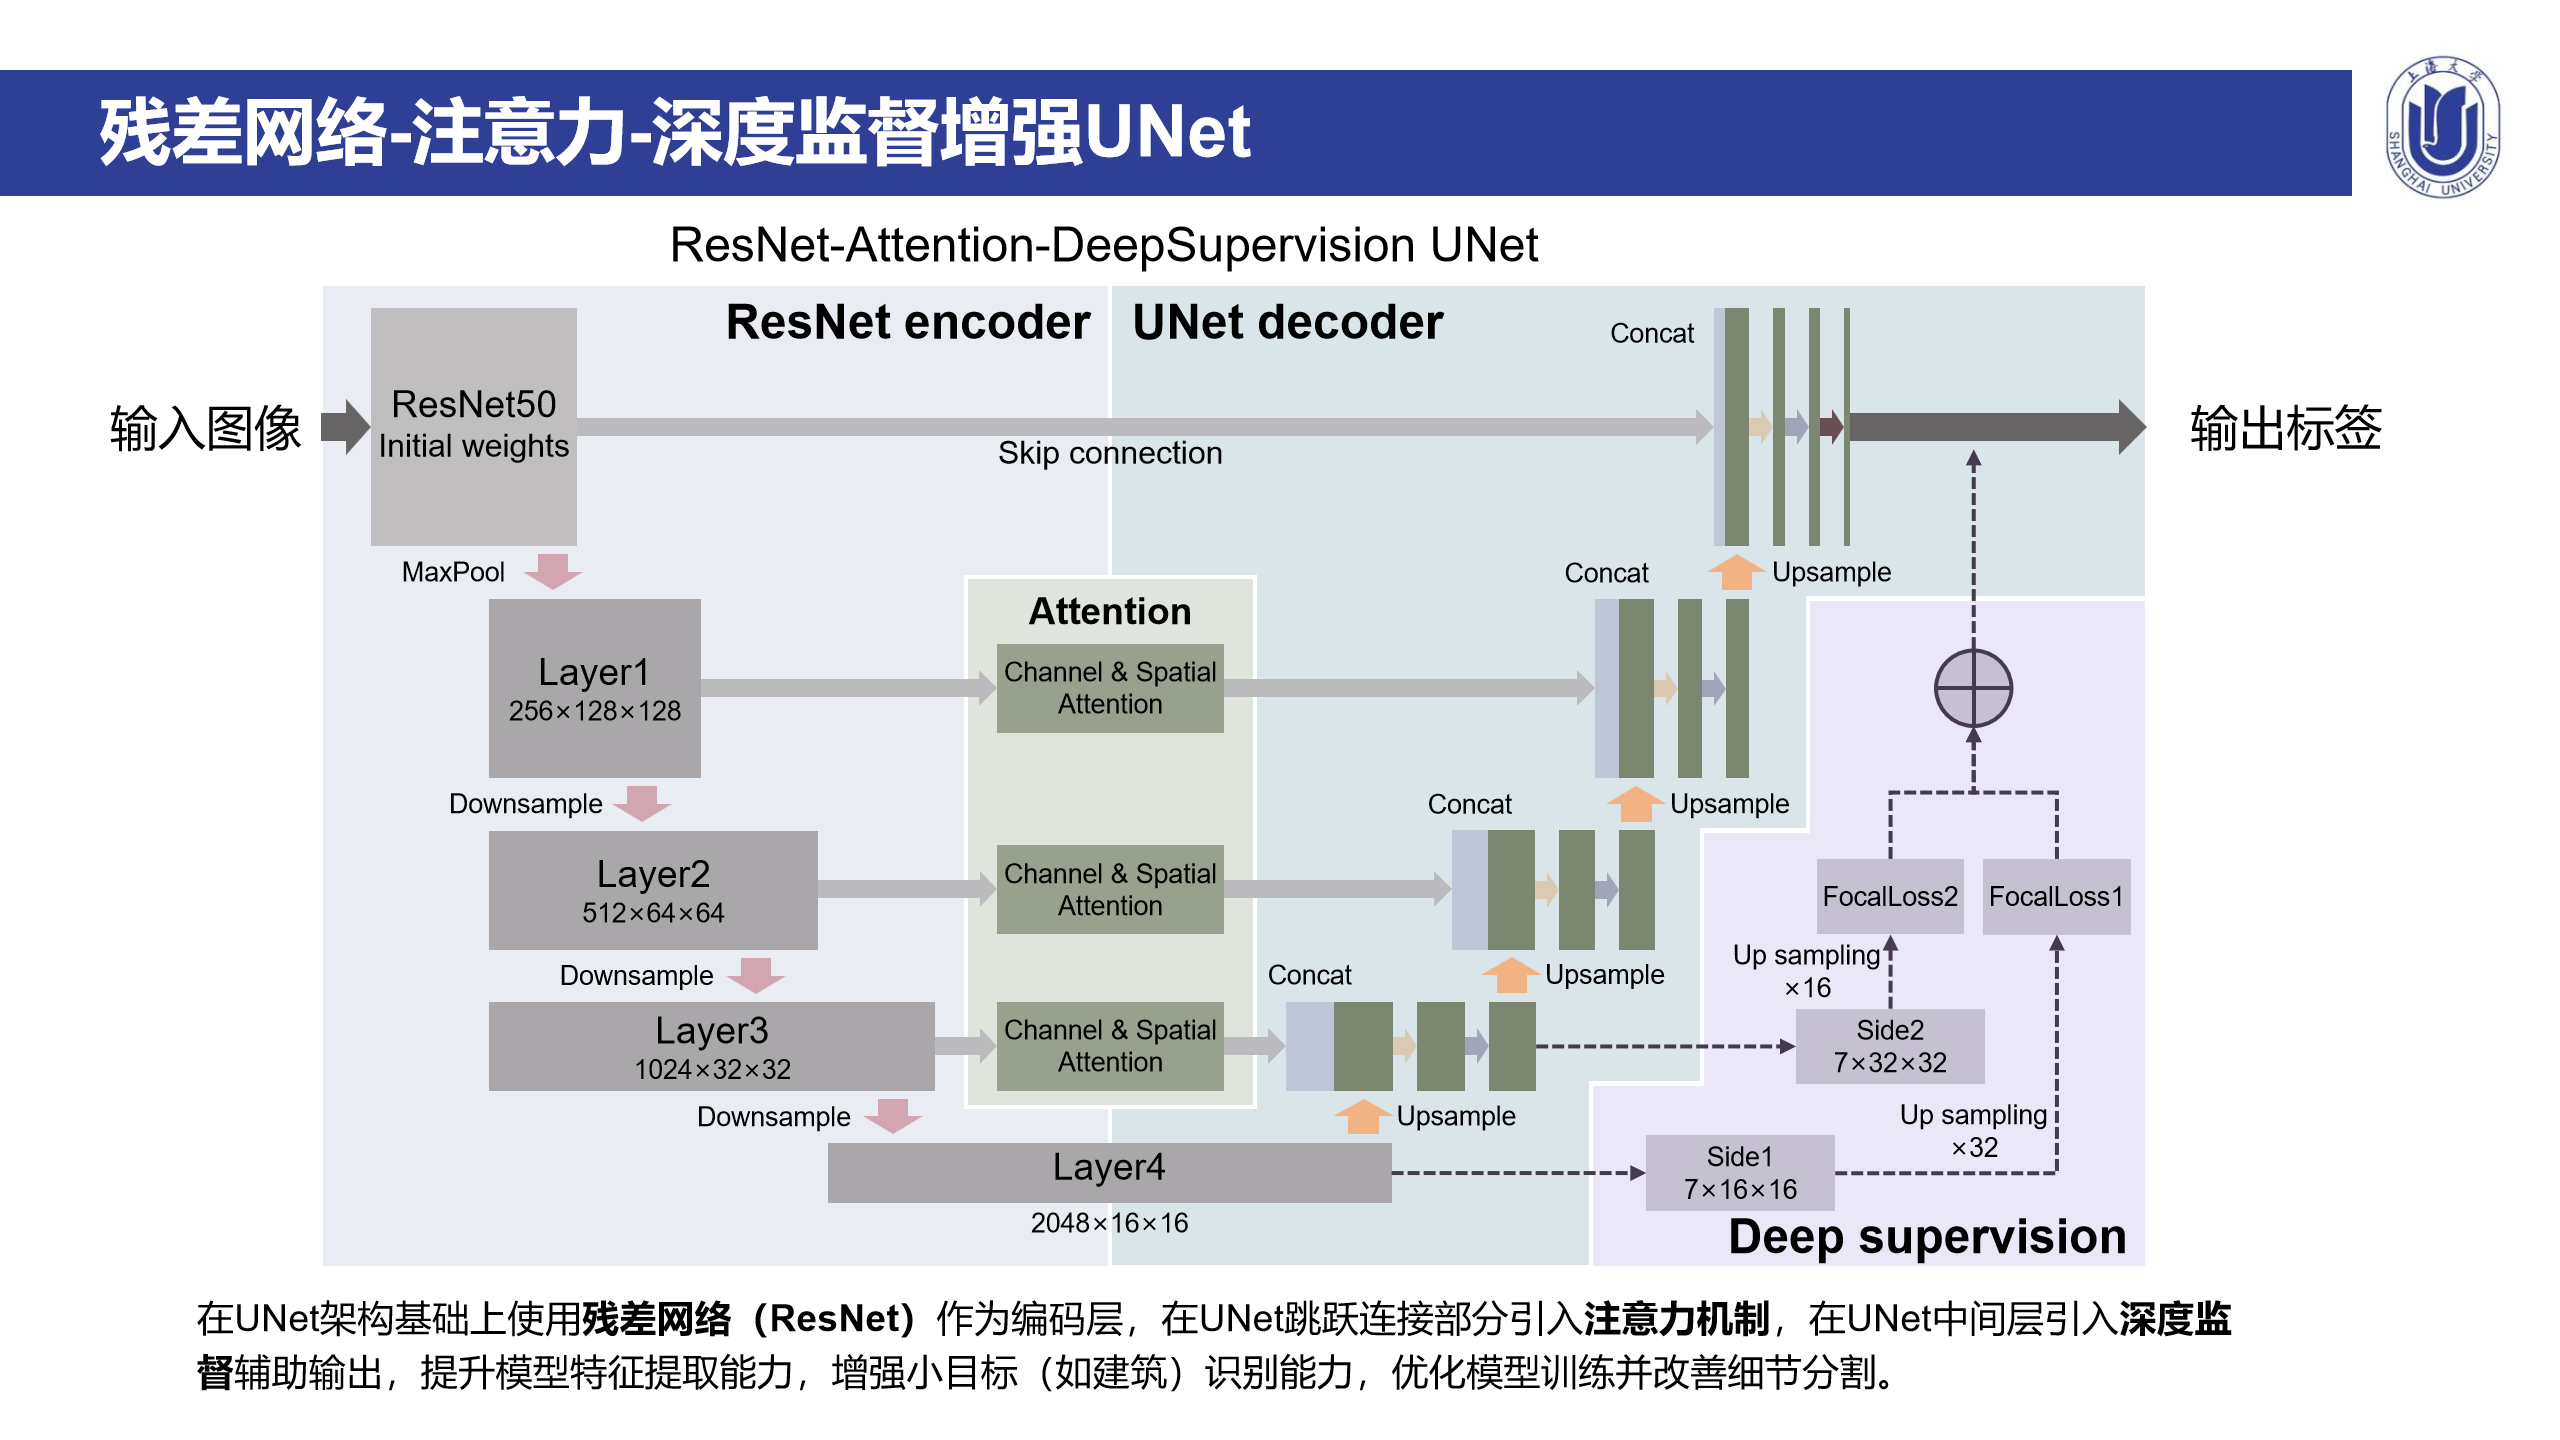 残差网络-注意力-深度监督增强UNet
上海大学
SHANGHAI UNIVERSITY
ResNet-Attention-DeepSupervision UNet
ResNet encoder
UNet decoder
Concat
输入图像
ResNet50
Initial weights
Skip connection
输出标签
MaxPool
Concat
Upsample
Attention
Layer1
256×128×128
Channel & Spatial
Attention
Downsample
Concat
Upsample
Layer2
512×64×64
Channel & Spatial
Attention
FocalLoss2
FocalLoss1
Downsample
Concat
Upsample
Up sampling
×16
Layer3
1024×32×32
Channel & Spatial
Attention
Side2
7×32×32
Downsample
Upsample
Up sampling
×32
Layer4
2048×16×16
Side1
7×16×16
Deep supervision
在UNet架构基础上使用残差网络（ResNet）作为编码层，在UNet跳跃连接部分引入注意力机制，在UNet中间层引入深度监
督辅助输出，提升模型特征提取能力，增强小目标（如建筑）识别能力，优化模型训练并改善细节分割。